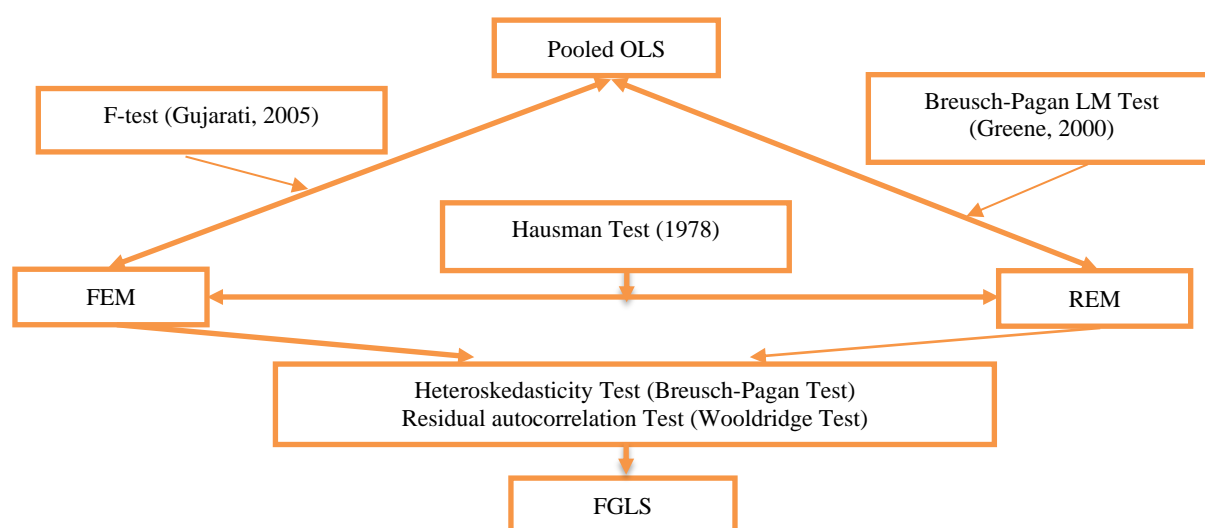 Pooled OLS
F-test (Gujarati, 2005)
Breusch-Pagan LM Test
(Greene, 2000)
Hausman Test (1978)
FEM
REM
Heteroskedasticity Test (Breusch-Pagan Test)
Residual autocorrelation Test (Wooldridge Test)
FGLS